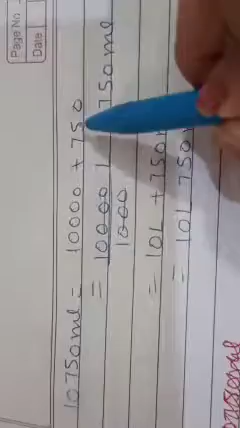 Page No
Date
10750ml = 10000 + 750
= 10000 750ml
1000
= 10L + 750
= 10L 750